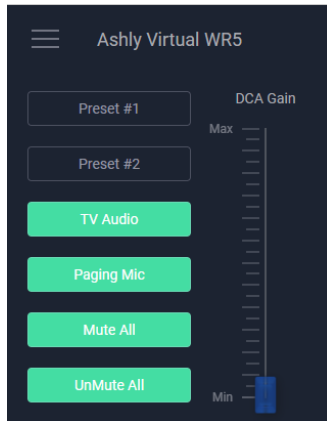 Ashly Virtual WR5
Preset #1
DCA Gain
Max
Preset #2
TV Audio
Paging Mic
Mute All
UnMute All
Min